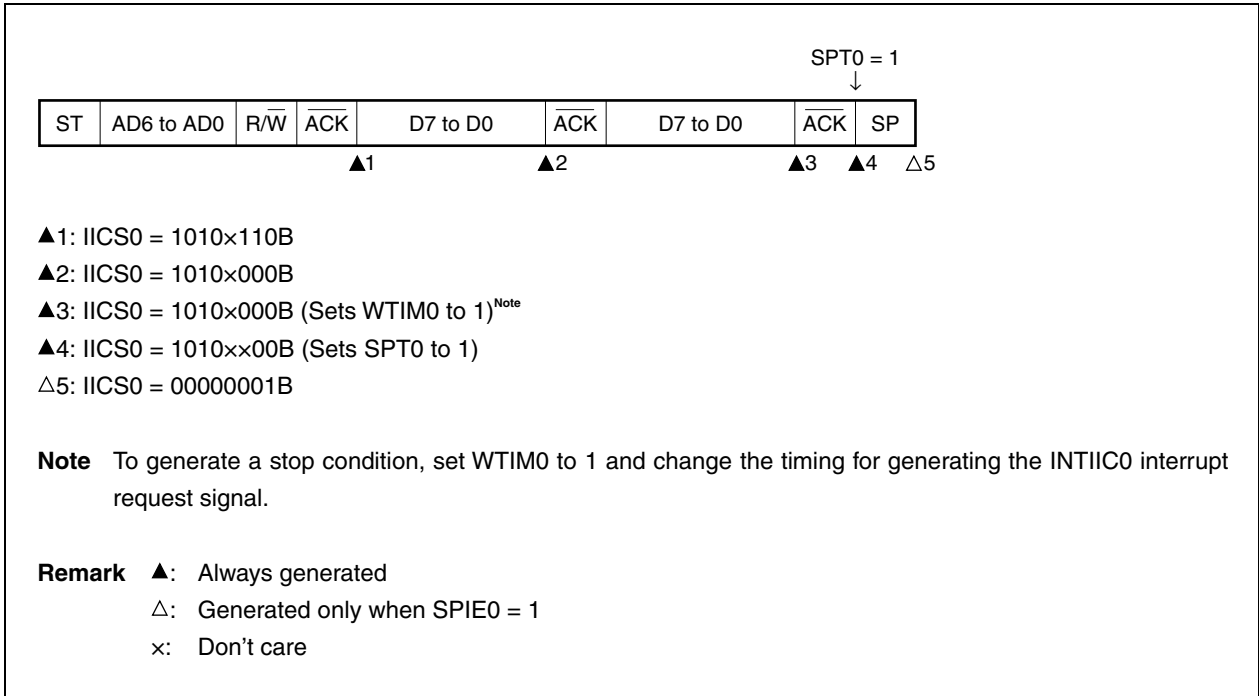 SPT0 = 1
↓
ST AD6 to AD0 R/W̅ A̅C̅K̅ D7 to D0 A̅C̅K̅ D7 to D0 A̅C̅K̅ SP
▲1 ▲2 ▲3 ▲4 △5
▲1: IICS0 = 1010×110B
▲2: IICS0 = 1010×000B
▲3: IICS0 = 1010×000B (Sets WTIM0 to 1)Note
▲4: IICS0 = 1010××00B (Sets SPT0 to 1)
△5: IICS0 = 00000001B
Note To generate a stop condition, set WTIM0 to 1 and change the timing for generating the INTIIC0 interrupt
request signal.
Remark ▲: Always generated
△: Generated only when SPIE0 = 1
×: Don't care